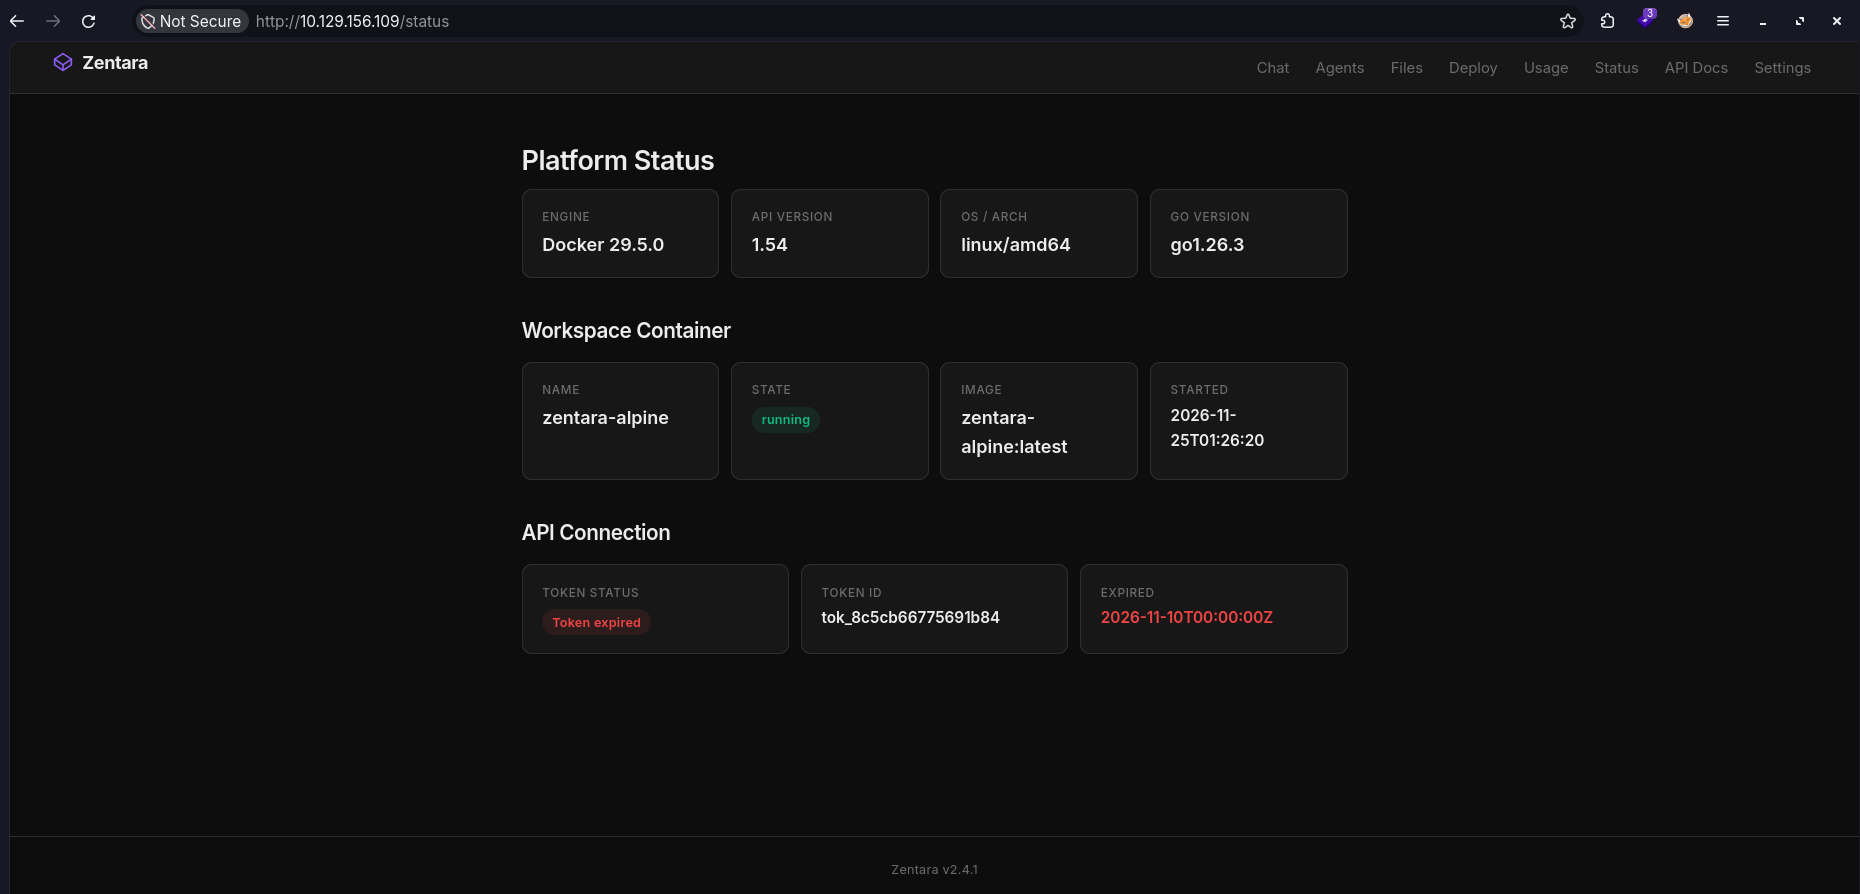 Not Secure http://10.129.156.109/status
3
Zentara
Chat Agents Files Deploy Usage Status API Docs Settings
Platform Status
ENGINE
Docker 29.5.0
API VERSION
1.54
OS / ARCH
linux/amd64
GO VERSION
go1.26.3
Workspace Container
NAME
zentara-alpine
STATE
running
IMAGE
zentara-
alpine:latest
STARTED
2026-11-
25T01:26:20
API Connection
TOKEN STATUS
Token expired
TOKEN ID
tok_8c5cb66775691b84
EXPIRED
2026-11-10T00:00:00Z
Zentara v2.4.1